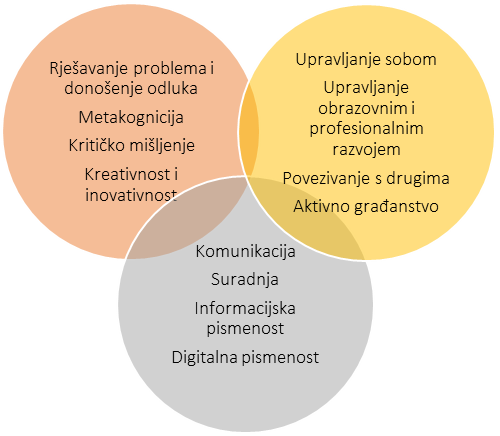 Rješavanje problema i
donošenje odluka
Metakognicija
Kritičko mišljenje
Kreativnost i
inovativnost
Upravljanje sobom
Upravljanje
obrazovnim i
profesionalnim
razvojem
Povezivanje s drugima
Aktivno građanstvo
Komunikacija
Suradnja
Informacijska
pismenost
Digitalna pismenost